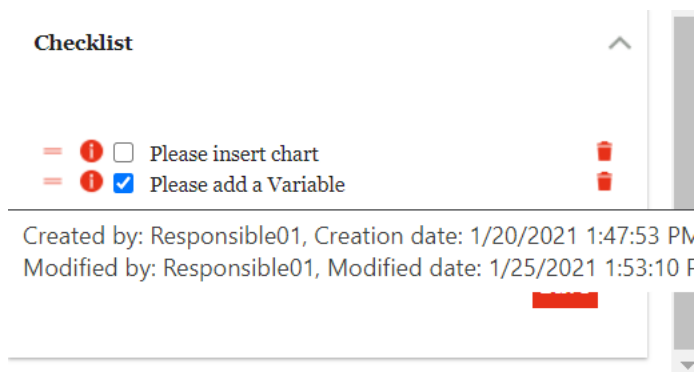 Checklist
Please insert chart
Please add a Variable
Created by: Responsible01, Creation date: 1/20/2021 1:47:53 PM
Modified by: Responsible01, Modified date: 1/25/2021 1:53:10 P